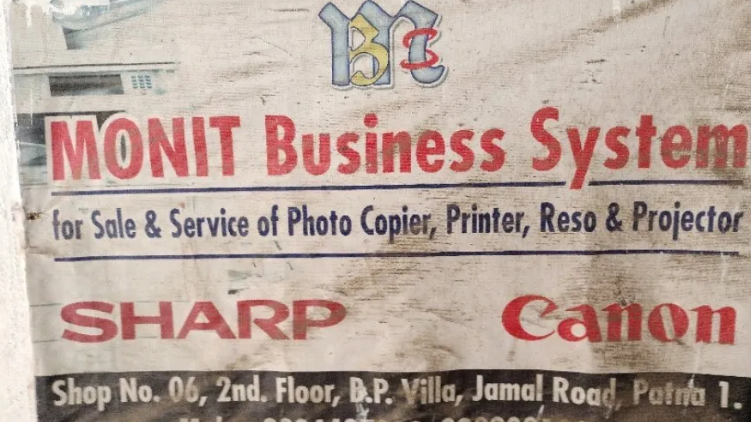 MBS
MONIT Business System
for Sale & Service of Photo Copier, Printer, Reso & Projector
SHARP Canon
Shop No. 06, 2nd. Floor, B.P. Villa, Jamal Road, Patna 1.